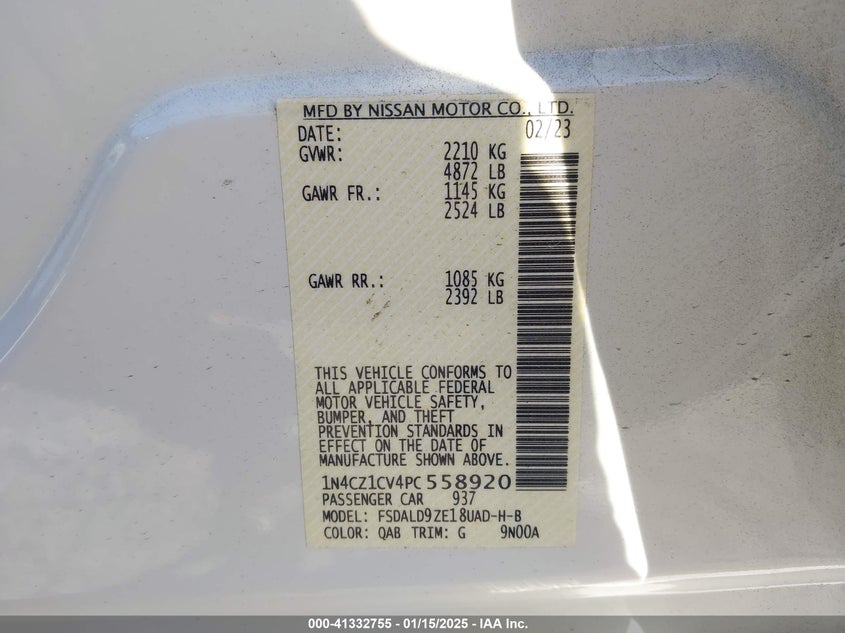 MFD BY NISSAN MOTOR CO., LTD.
DATE: 02/23
GVWR: 2210 KG
4872 LB
GAWR FR.: 1145 KG
2524 LB
GAWR RR.: 1085 KG
2392 LB
THIS VEHICLE CONFORMS TO
ALL APPLICABLE FEDERAL
MOTOR VEHICLE SAFETY,
BUMPER, AND THEFT
PREVENTION STANDARDS IN
EFFECT ON THE DATE OF
MANUFACTURE SHOWN ABOVE.
1N4CZ1CV4PC558920
PASSENGER CAR 937
MODEL: FSDALD9ZE18UAD-H-B
COLOR: QAB TRIM: G 9N00A
000-41332755 - 01/15/2025 - IAA Inc.